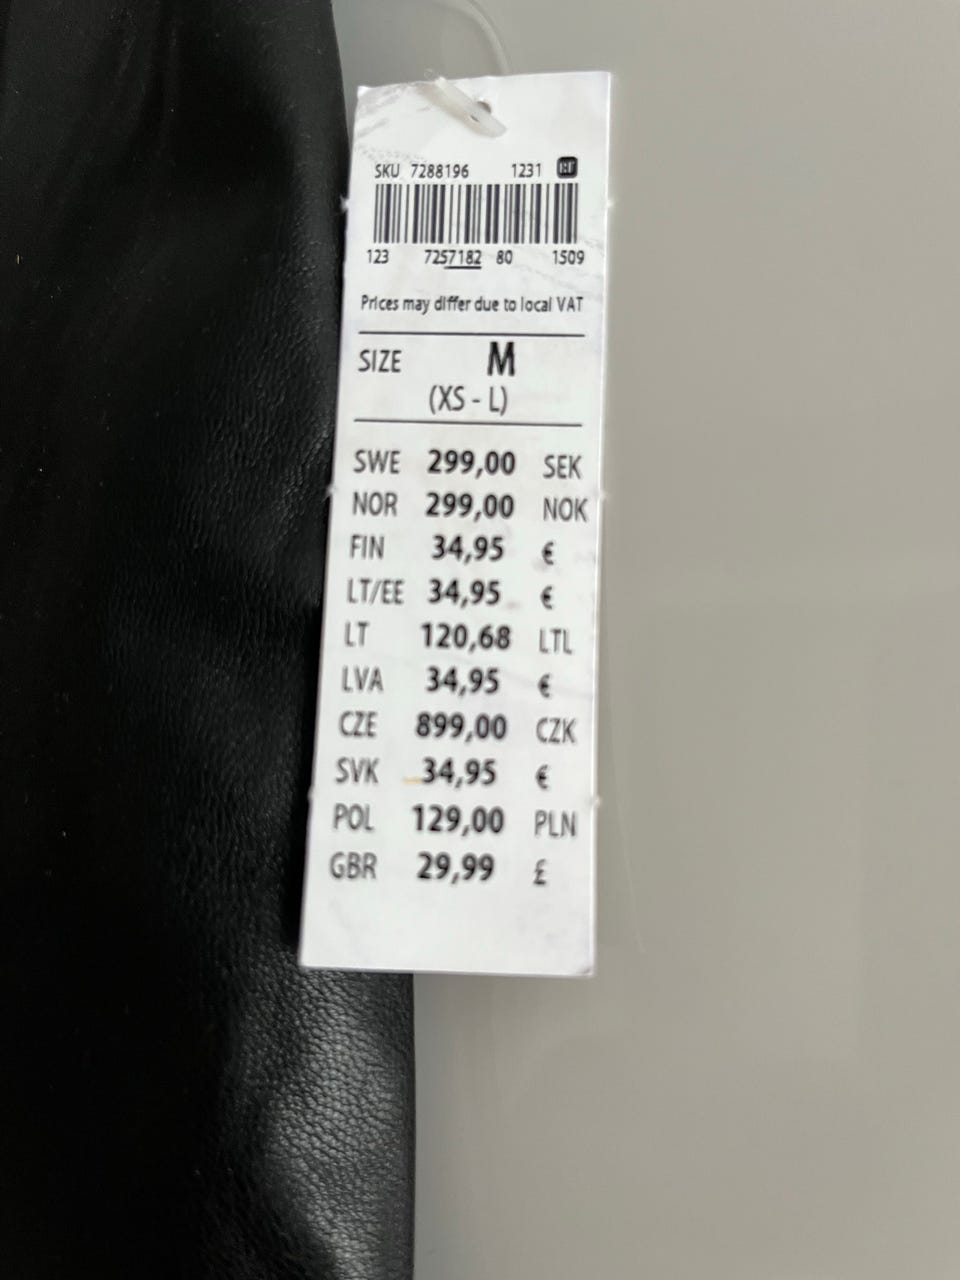 SKU 7288196 1231
123 7257182 80 1509
Prices may differ due to local VAT
SIZE M
(XS - L)
SWE 299,00 SEK
NOR 299,00 NOK
FIN 34,95 €
LT/EE 34,95 €
LT 120,68 LTL
LVA 34,95 €
CZE 899,00 CZK
SVK 34,95 €
POL 129,00 PLN
GBR 29,99 £